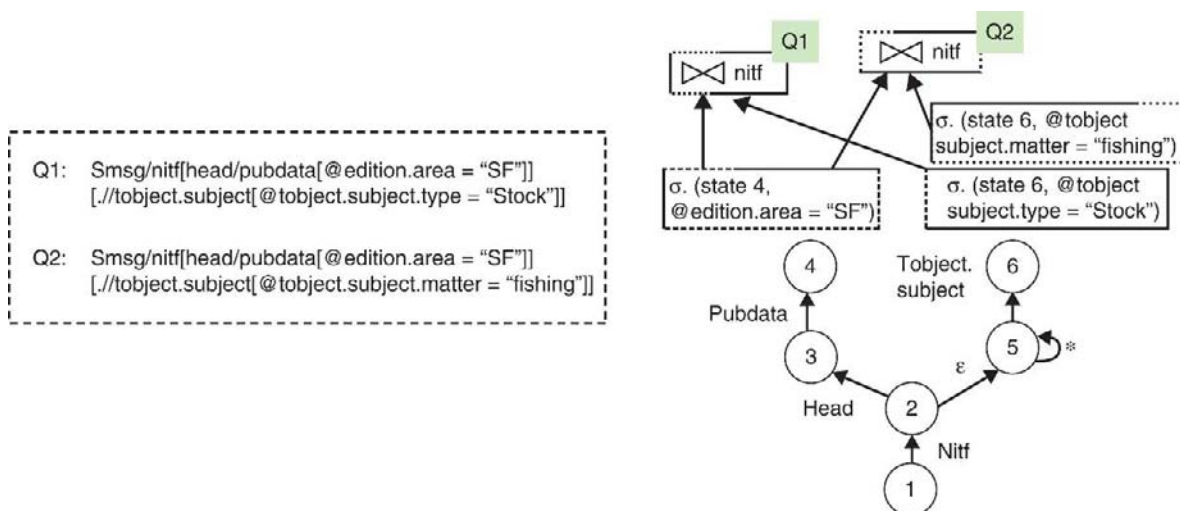 Q1: Smsg/nitf[head/pubdata[@edition.area = “SF”]]
[.//tobject.subject[@tobject.subject.type = “Stock”]]
Q2: Smsg/nitf[head/pubdata[@edition.area = “SF”]]
[.//tobject.subject[@tobject.subject.matter = “fishing”]]
Q1
nitf
Q2
nitf
σ. (state 6, @tobject
subject.matter = “fishing”)
σ. (state 4,
@edition.area = “SF”)
σ. (state 6, @tobject
subject.type = “Stock”)
4
Tobject.
subject
6
Pubdata
3
5
*
ε
Head
2
Nitf
1